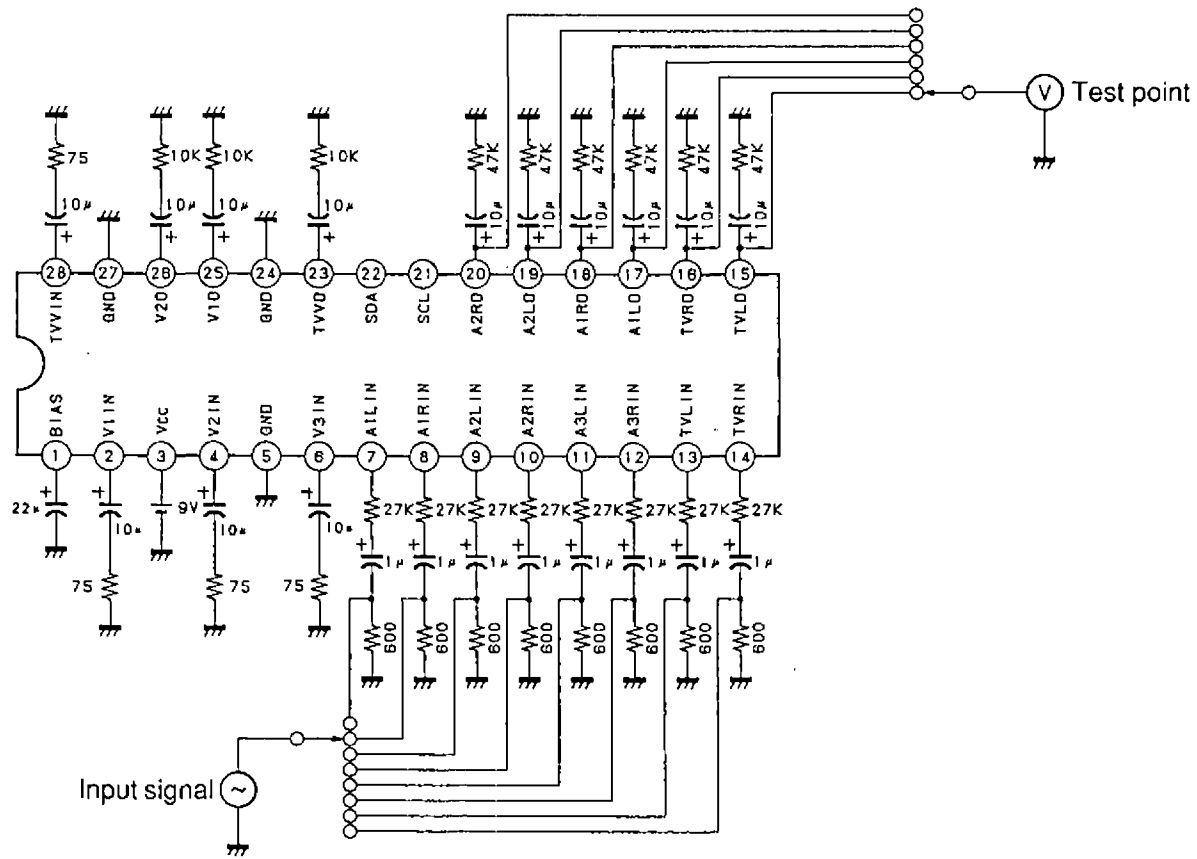 V Test point
75 10K 10K 10K 47K 47K 47K 47K 47K 47K
10μ 10μ 10μ 10μ 10μ 10μ 10μ 10μ 10μ 10μ
+ + + + + + + + + +
28 27 26 25 24 23 22 21 20 19 18 17 16 15
TVVIN GND V2O V1O GND TVVO SDA SCL A2RO A2LO A1RO A1LO TVRO TVLO
BIAS V1IN VCC V2IN GND V3IN A1LIN A1RIN A2LIN A2RIN A3LIN A3RIN TVLIN TVRIN
1 2 3 4 5 6 7 8 9 10 11 12 13 14
+ + + +
22μ 10μ 9V 10μ 10μ 27K 27K 27K 27K 27K 27K 27K 27K
+ + + + + + + +
1μ 1μ 1μ 1μ 1μ 1μ 1μ 1μ
75 75 75
600 600 600 600 600 600 600 600
Input signal ~